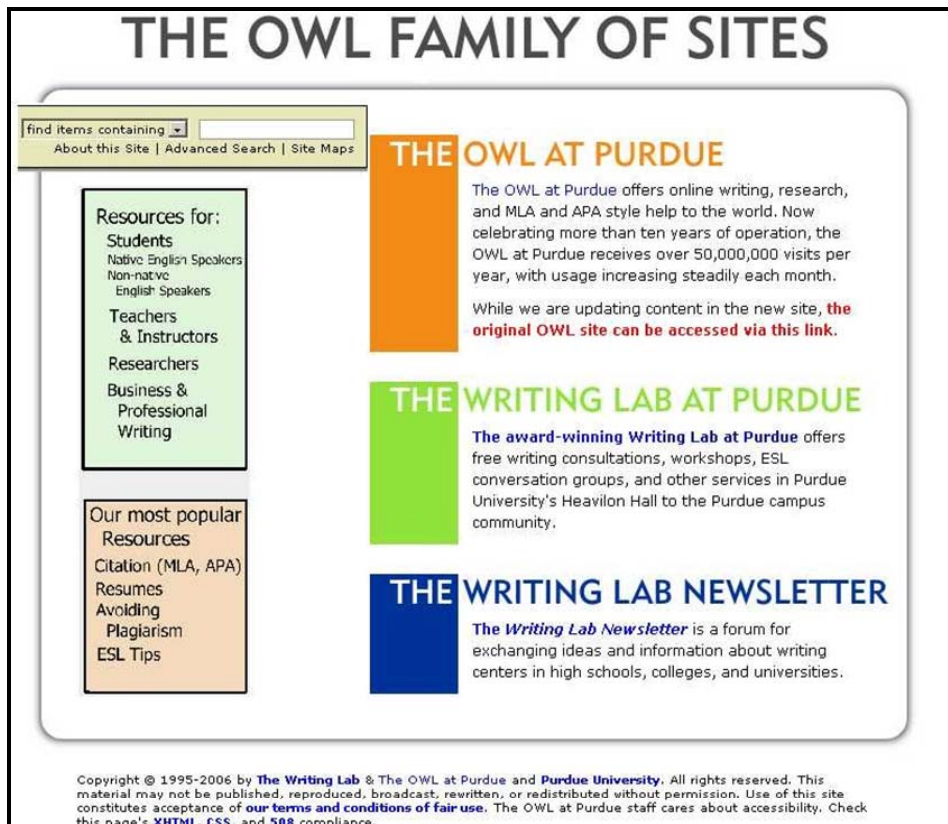 THE OWL FAMILY OF SITES
find items containing
About this Site | Advanced Search | Site Maps
Resources for:
Students
Native English Speakers
Non-native
English Speakers
Teachers
& Instructors
Researchers
Business &
Professional
Writing
Our most popular
Resources
Citation (MLA, APA)
Resumes
Avoiding
Plagiarism
ESL Tips
THE OWL AT PURDUE
The OWL at Purdue offers online writing, research,
and MLA and APA style help to the world. Now
celebrating more than ten years of operation, the
OWL at Purdue receives over 50,000,000 visits per
year, with usage increasing steadily each month.
While we are updating content in the new site, the
original OWL site can be accessed via this link.
THE WRITING LAB AT PURDUE
The award-winning Writing Lab at Purdue offers
free writing consultations, workshops, ESL
conversation groups, and other services in Purdue
University's Heavilon Hall to the Purdue campus
community.
THE WRITING LAB NEWSLETTER
The Writing Lab Newsletter is a forum for
exchanging ideas and information about writing
centers in high schools, colleges, and universities.
Copyright © 1995-2006 by The Writing Lab & The OWL at Purdue and Purdue University. All rights reserved. This
material may not be published, reproduced, broadcast, rewritten, or redistributed without permission. Use of this site
constitutes acceptance of our terms and conditions of fair use. The OWL at Purdue staff cares about accessibility. Check
this page's XHTML, CSS, and 508 compliance.